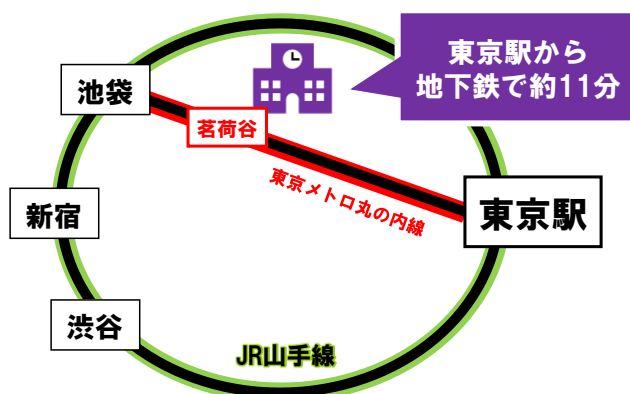 東京駅から
地下鉄で約11分
池袋
茗荷谷
東京メトロ丸の内線
新宿
東京駅
渋谷
JR山手線